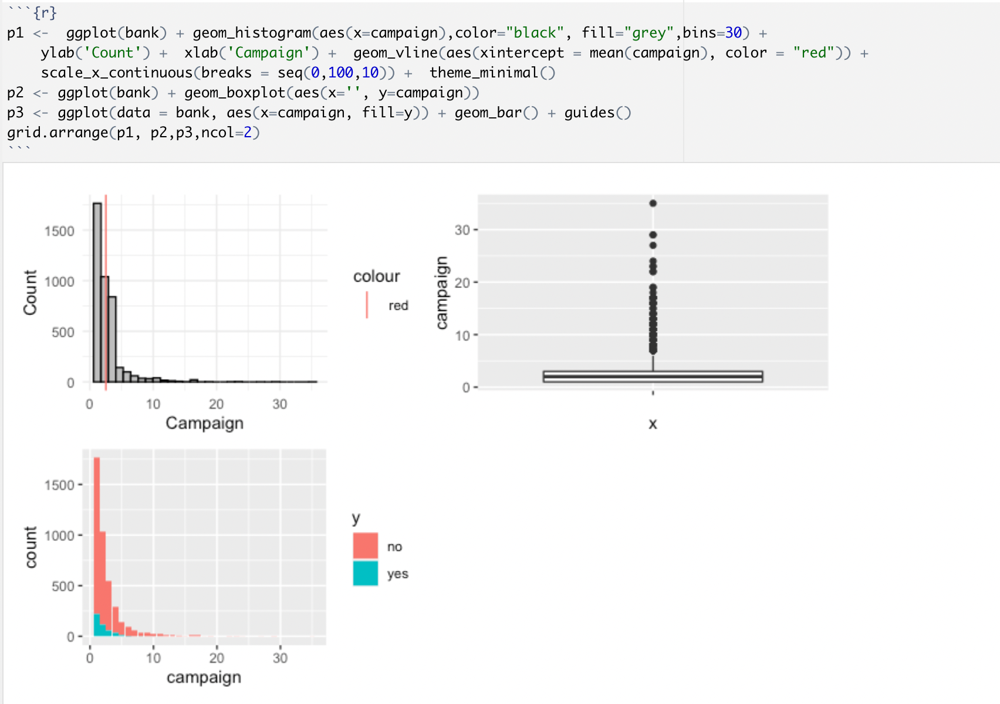 ```{r}
p1 <-  ggplot(bank) + geom_histogram(aes(x=campaign),color="black", fill="grey",bins=30) +
    ylab('Count') +  xlab('Campaign') +  geom_vline(aes(xintercept = mean(campaign), color = "red")) +
    scale_x_continuous(breaks = seq(0,100,10)) +  theme_minimal()
p2 <- ggplot(bank) + geom_boxplot(aes(x='', y=campaign))
p3 <- ggplot(data = bank, aes(x=campaign, fill=y)) + geom_bar() + guides()
grid.arrange(p1, p2,p3,ncol=2)
```
Count
1500
1000
500
0
0 10 20 30
Campaign
colour
red
campaign
30
20
10
0
x
count
1500
1000
500
0
0 10 20 30
campaign
y
no
yes